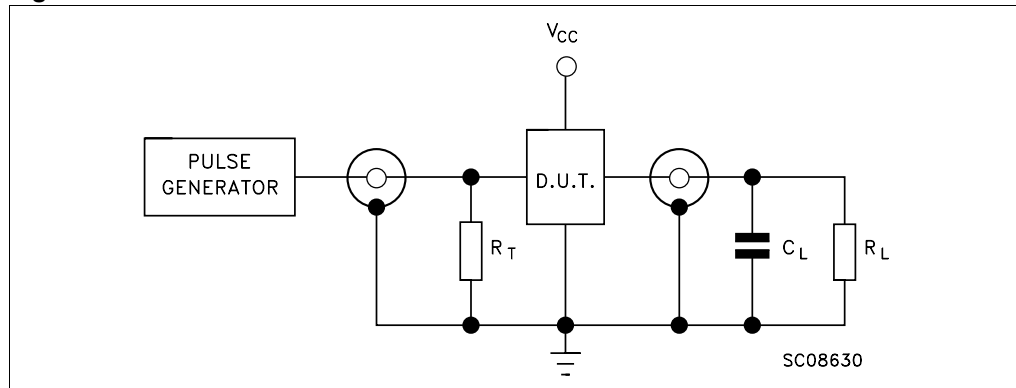 VCC
PULSE
GENERATOR
D.U.T.
RT
CL
RL
SC08630